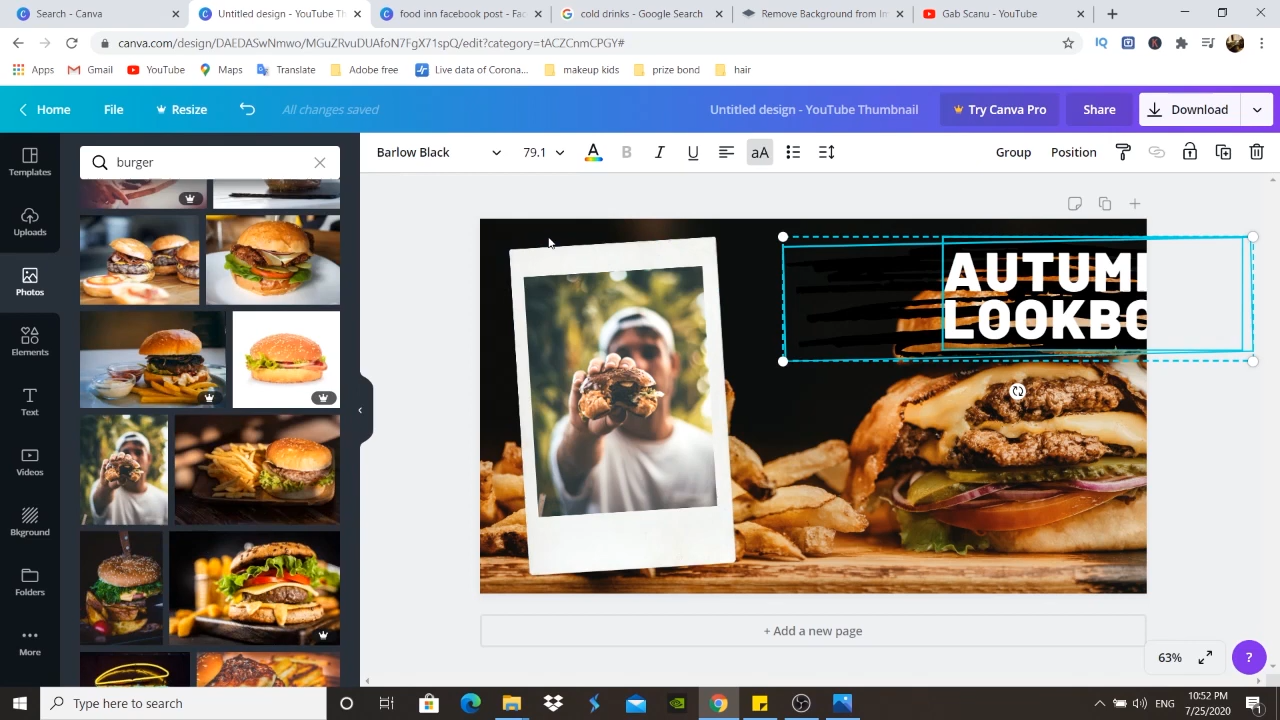 Search - Canva
Untitled design - YouTube Th
food inn facebook post - Fac
cold drinks - Google Search
Remove Background from Im
Gab Scanu - YouTube
canva.com/design/DAEDASwNmwo/MGuZRvuDUAfoN7FgX71spQ/edit?category=tACZCnmCPGY#
Apps
Gmail
YouTube
Maps
Translate
Adobe free
Live data of Corona...
makeup kids
prize bond
hair
Home
File
Resize
All changes saved
Untitled design - YouTube Thumbnail
Try Canva Pro
Share
Download
Templates
Uploads
Photos
Elements
Text
Videos
Bkground
Folders
More
burger
Barlow Black
79.1
A
B
I
U
aA
Group
Position
AUTUM
LOOKBO
+ Add a new page
63%
?
Type here to search
ENG
10:52 PM
7/25/2020